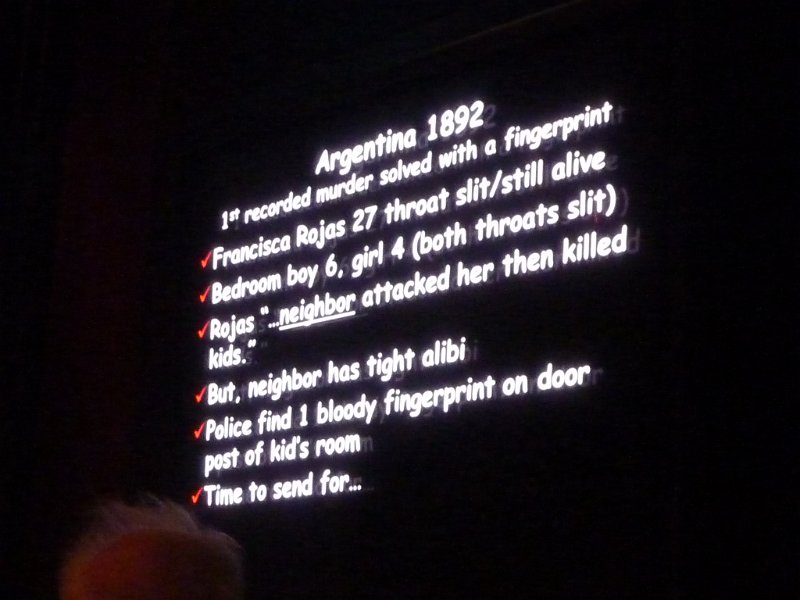 Argentina 1892
1st recorded murder solved with a fingerprint
✓Francisca Rojas 27 throat slit/still alive
✓Bedroom boy 6, girl 4 (both throats slit)
✓Rojas "…neighbor attacked her then killed
kids."
✓But, neighbor has tight alibi
✓Police find 1 bloody fingerprint on door
post of kid's room
✓Time to send for…